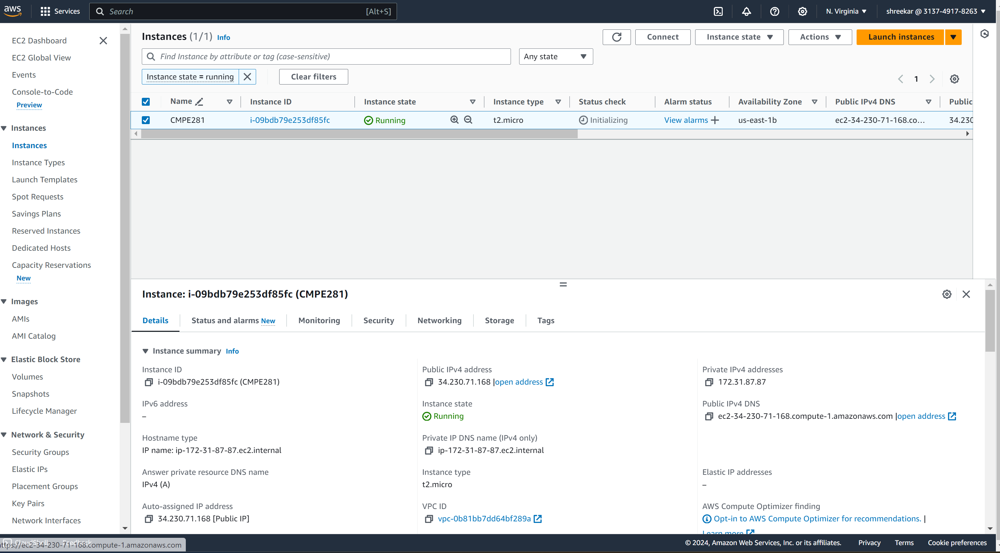 aws Services Search [Alt+S] N. Virginia shreekar @ 3137-4917-8263
EC2 Dashboard
EC2 Global View
Events
Console-to-Code
Preview
Instances
Instances
Instance Types
Launch Templates
Spot Requests
Savings Plans
Reserved Instances
Dedicated Hosts
Capacity Reservations
New
Images
AMIs
AMI Catalog
Elastic Block Store
Volumes
Snapshots
Lifecycle Manager
Network & Security
Security Groups
Elastic IPs
Placement Groups
Key Pairs
Network Interfaces
Instances (1/1) Info Connect Instance state Actions Launch instances
Find Instance by attribute or tag (case-sensitive) Any state
Instance state = running Clear filters 1
Name Instance ID Instance state Instance type Status check Alarm status Availability Zone Public IPv4 DNS Public
CMPE281 i-09bdb79e253df85fc Running t2.micro Initializing View alarms us-east-1b ec2-34-230-71-168.co... 34.230
Instance: i-09bdb79e253df85fc (CMPE281)
Details Status and alarms New Monitoring Security Networking Storage Tags
Instance summary Info
Instance ID Public IPv4 address Private IPv4 addresses
i-09bdb79e253df85fc (CMPE281) 34.230.71.168 |open address 172.31.87.87
IPv6 address Instance state Public IPv4 DNS
– Running ec2-34-230-71-168.compute-1.amazonaws.com |open address
Hostname type Private IP DNS name (IPv4 only)
IP name: ip-172-31-87-87.ec2.internal ip-172-31-87-87.ec2.internal
Answer private resource DNS name Instance type Elastic IP addresses
IPv4 (A) t2.micro –
Auto-assigned IP address VPC ID AWS Compute Optimizer finding
34.230.71.168 [Public IP] vpc-0b81bb7dd64bf289a Opt-in to AWS Compute Optimizer for recommendations. |
Learn more
CloudShell Feedback © 2024, Amazon Web Services, Inc. or its affiliates. Privacy Terms Cookie preferences
ttps://ec2-34-230-71-168.compute-1.amazonaws.com